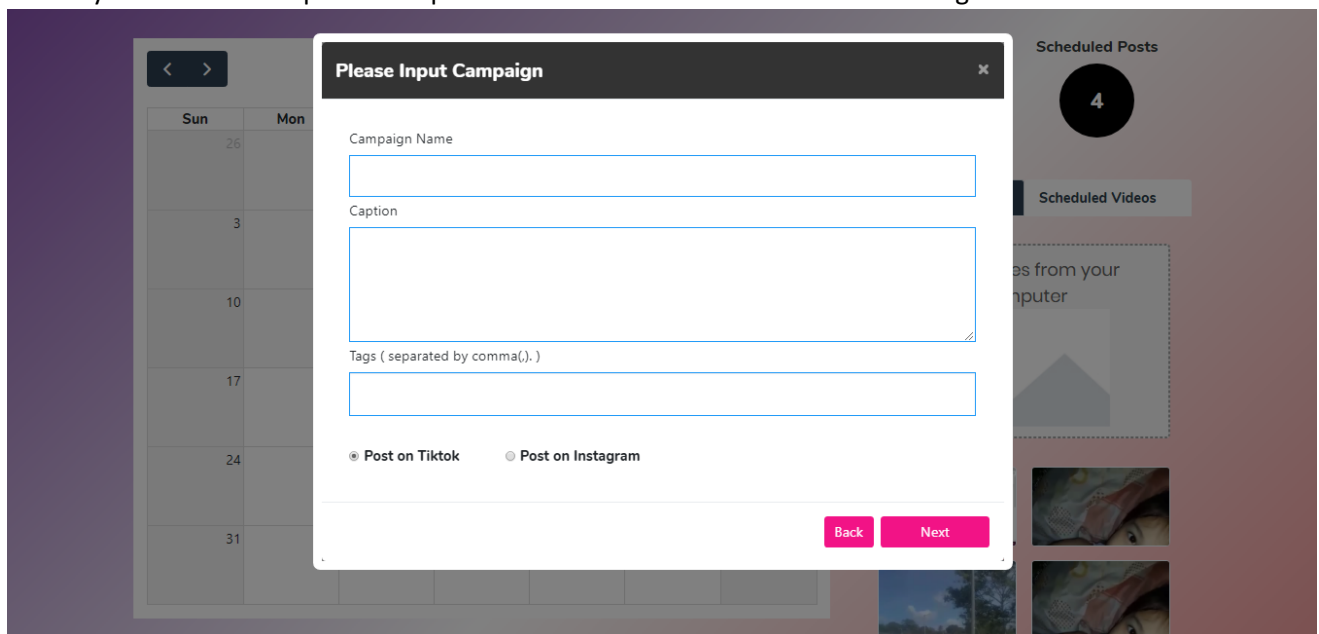 Please Input Campaign ×
Scheduled Posts
4
Sun Mon
26
Campaign Name
Scheduled Videos
Caption
3
es from your
puter
10
Tags ( separated by comma(,). )
17
Post on Tiktok Post on Instagram
24
Back Next
31